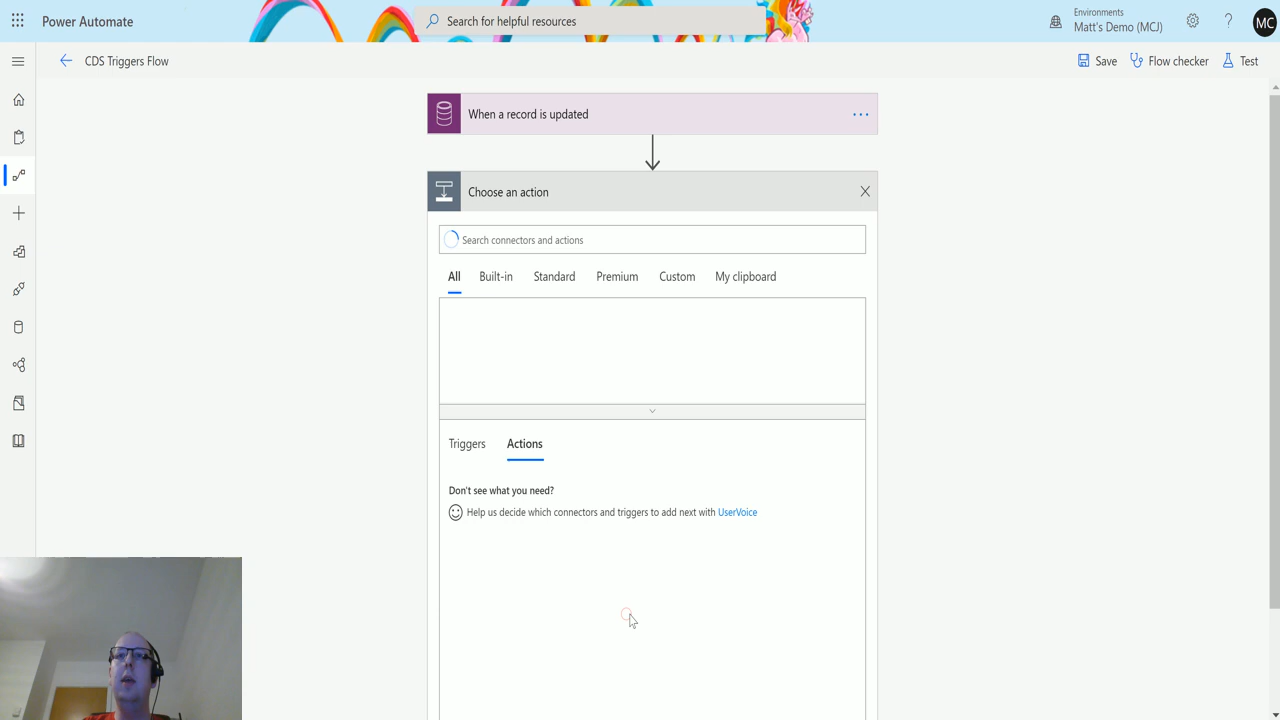 Power Automate
Search for helpful resources
Environments
Matt's Demo (MCJ)
MC
CDS Triggers Flow
Save
Flow checker
Test
When a record is updated
Choose an action
Search connectors and actions
All Built-in Standard Premium Custom My clipboard
Triggers Actions
Don't see what you need?
Help us decide which connectors and triggers to add next with UserVoice